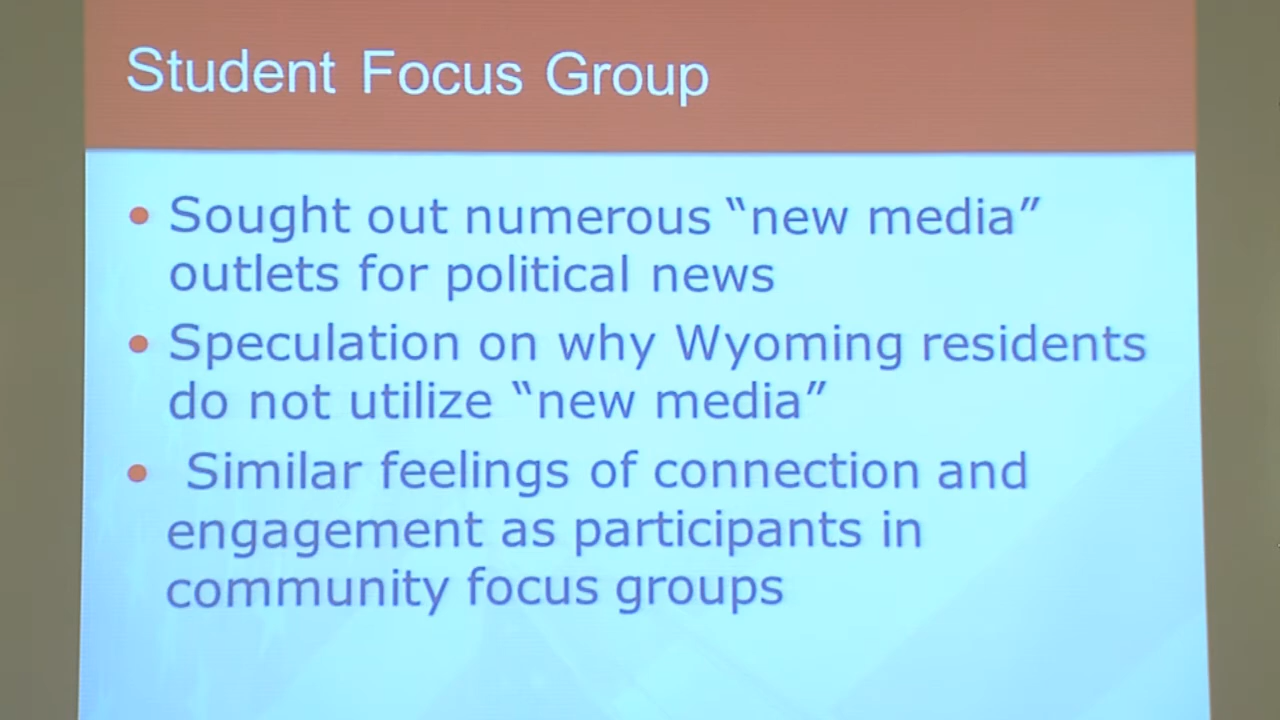 Student Focus Group
• Sought out numerous “new media”
outlets for political news
• Speculation on why Wyoming residents
do not utilize “new media”
• Similar feelings of connection and
engagement as participants in
community focus groups